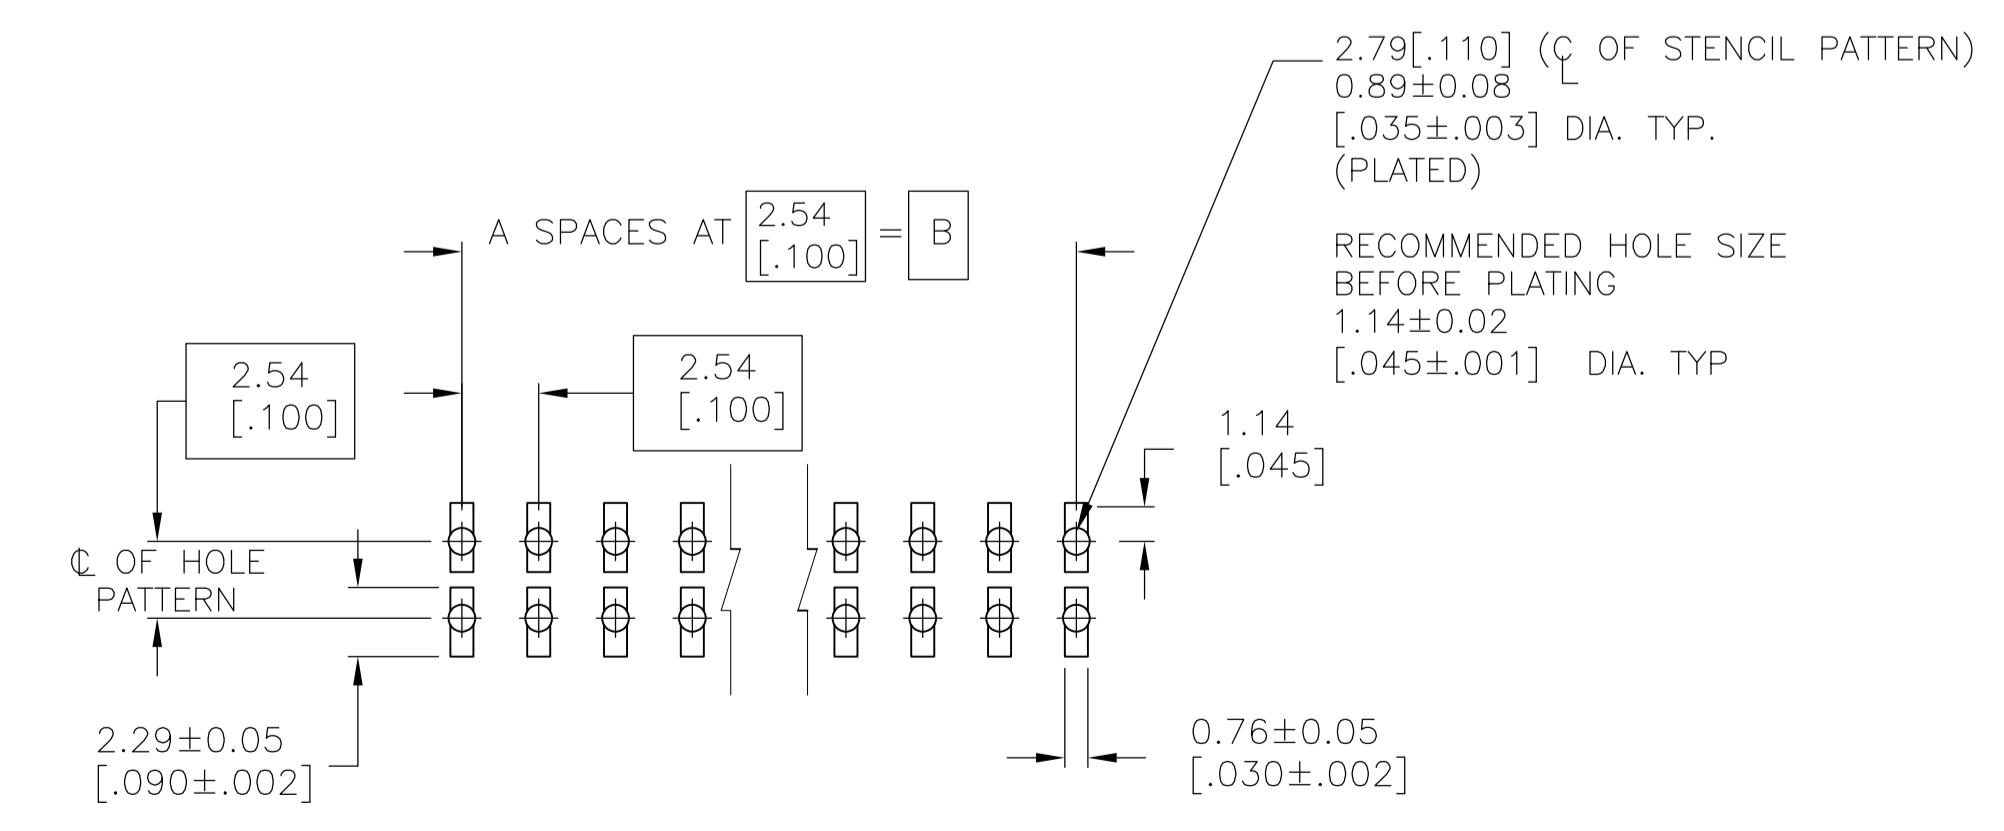 2.79[.110] (℄ OF STENCIL PATTERN)
0.89±0.08
[.035±.003] DIA. TYP.
(PLATED)
A SPACES AT 2.54 [.100] = B
RECOMMENDED HOLE SIZE
BEFORE PLATING
1.14±0.02
[.045±.001] DIA. TYP
2.54
[.100]
2.54
[.100]
1.14
[.045]
℄ OF HOLE
PATTERN
2.29±0.05
[.090±.002]
0.76±0.05
[.030±.002]